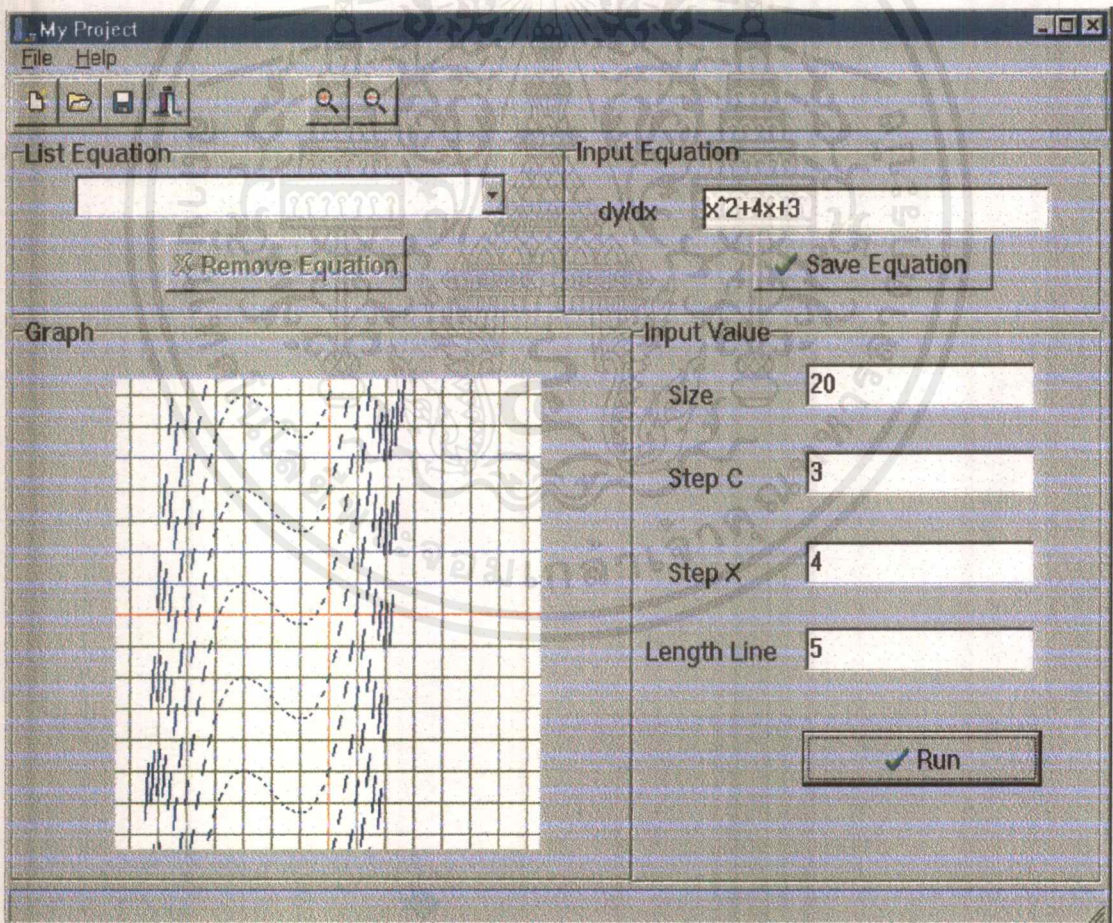 My Project
File Help
List Equation
Remove Equation
Input Equation
dy/dx x^2+4x+3
Save Equation
Graph
Input Value
Size 20
Step C 3
Step X 4
Length Line 5
Run